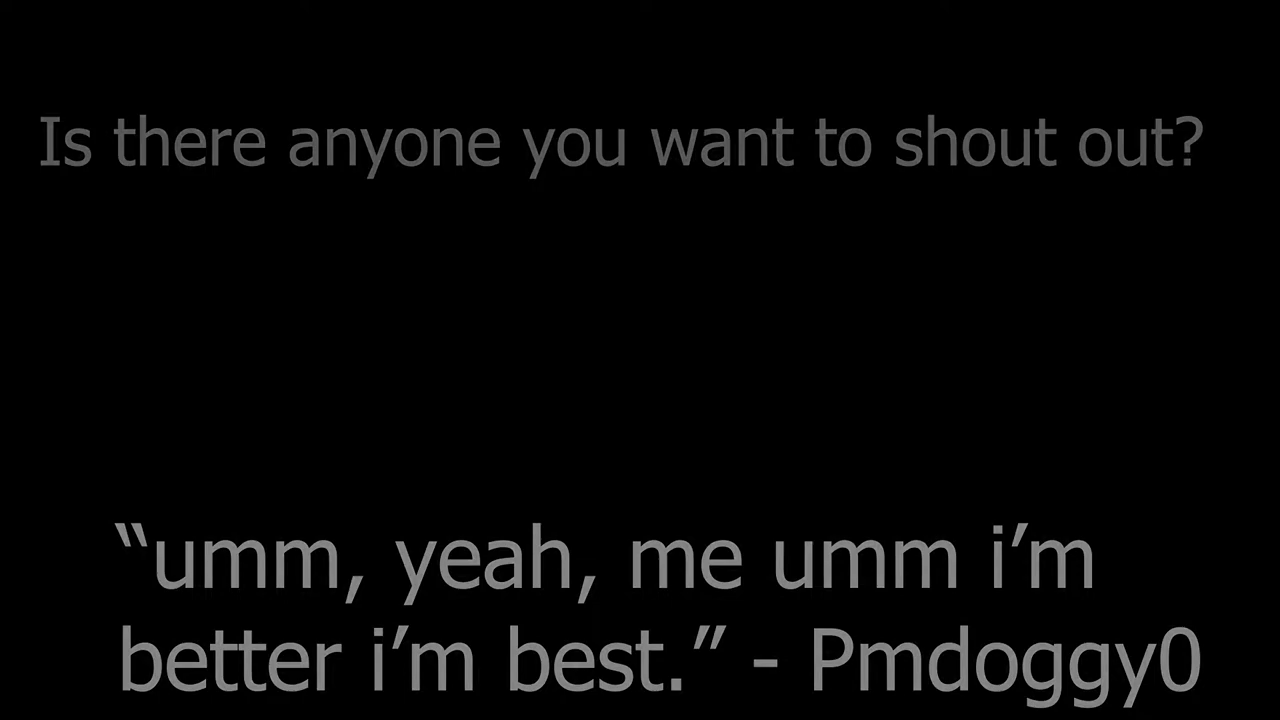 Is there anyone you want to shout out?
“umm, yeah, me umm i’m
better i’m best.” - Pmdoggy0